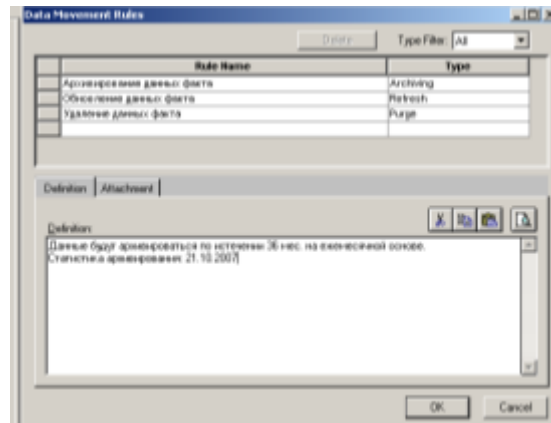 Data Movement Rules
Delete Type Filter: All
Rule Name Type
Архивирование данных факта Archiving
Обновление данных факта Refresh
Удаление данных факта Purge
Definition Attachment
Definition:
Данные будут архивироваться по истечении 36 мес. на ежемесячной основе.
Статистика архивирования: 21.10.2007
OK Cancel